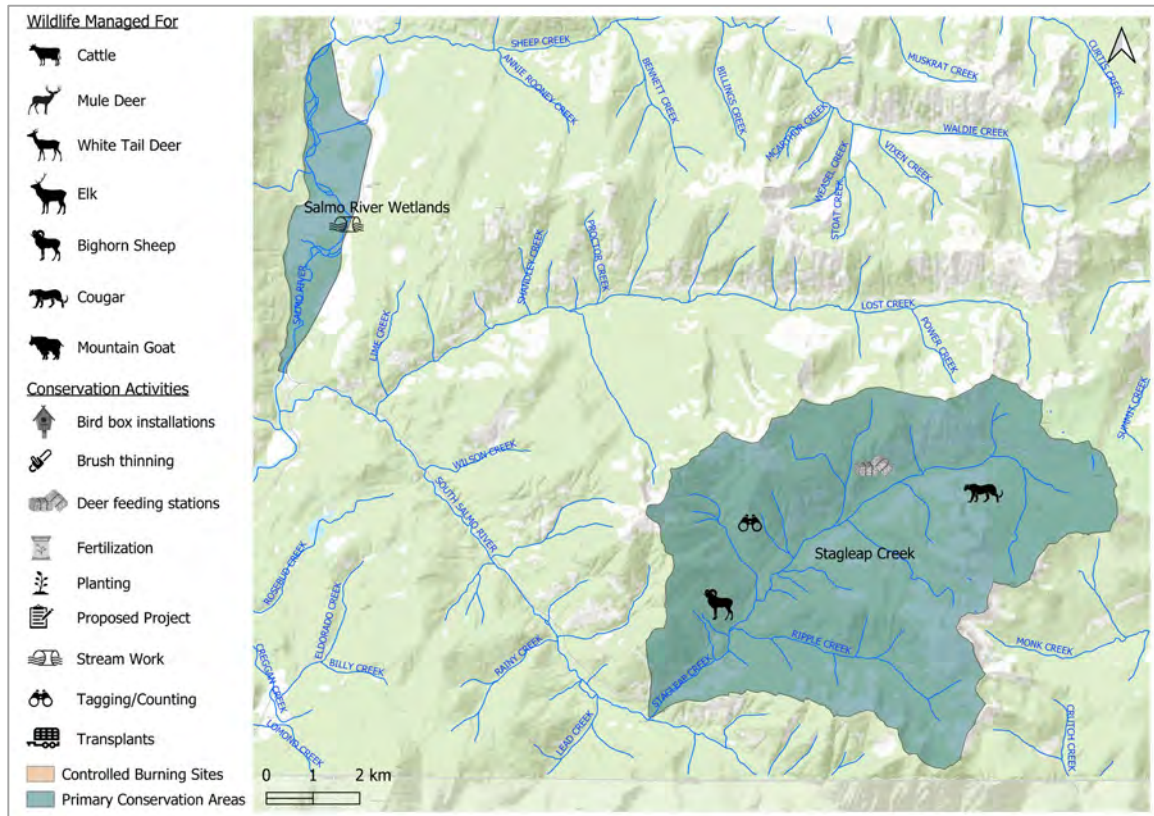 Wildlife Managed For
Cattle
Mule Deer
White Tail Deer
Elk
Bighorn Sheep
Cougar
Mountain Goat
Conservation Activities
Bird box installations
Brush thinning
Deer feeding stations
Fertilization
Planting
Proposed Project
Stream Work
Tagging/Counting
Transplants
Controlled Burning Sites
Primary Conservation Areas
SHEEP CREEK
ANNIE ROONEY CREEK
BENNETT CREEK
BILLINGS CREEK
MUSKRAT CREEK
CURTIS CREEK
MCARTHUR CREEK
WALDIE CREEK
WEASEL CREEK
VIXEN CREEK
STOAT CREEK
Salmo River Wetlands
SALMO RIVER
SHANDLEY CREEK
PROCTOR CREEK
LIME CREEK
LOST CREEK
POWER CREEK
SUMMIT CREEK
WILSON CREEK
SOUTH SALMO RIVER
Stagleap Creek
ROSEBUD CREEK
ELDORADO CREEK
CREGGAN CREEK
BILLY CREEK
LOMOND CREEK
RAINY CREEK
RIPPLE CREEK
STAGLEAP CREEK
MONK CREEK
LEAD CREEK
CRUTCH CREEK
0 1 2 km